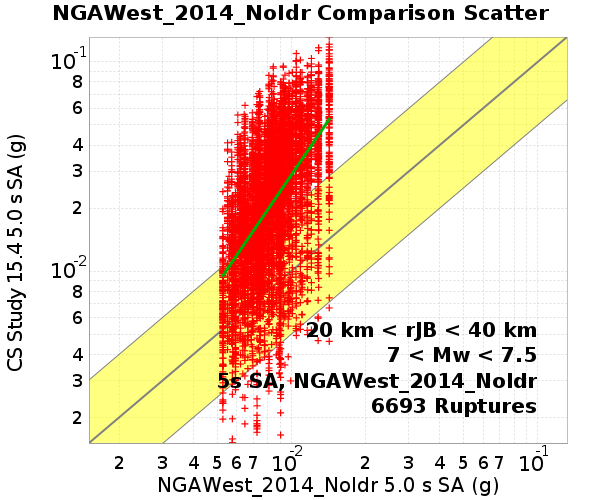 NGAWest_2014_NoIdr Comparison Scatter
CS Study 15.4 5.0 s SA (g)
10-1
8
6
4
3
2
10-2
8
6
4
3
2
20 km < rJB < 40 km
7 < Mw < 7.5
5s SA, NGAWest_2014_NoIdr
6693 Ruptures
2 3 4 5 6 7 10-2 2 3 4 5 6 7 10-1
NGAWest_2014_NoIdr 5.0 s SA (g)